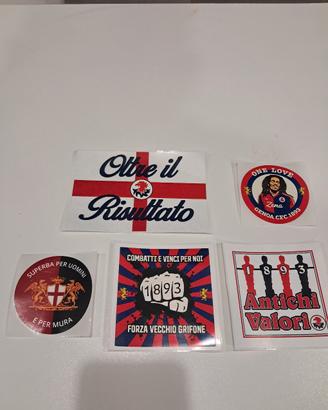 Oltre il
Risultato
ONE LOVE
Zena
GENOA CFC 1893
SUPERBA PER UOMINI
E PER MURA
COMBATTI E VINCI PER NOI
1893
FORZA VECCHIO GRIFONE
1893
Antichi
Valori